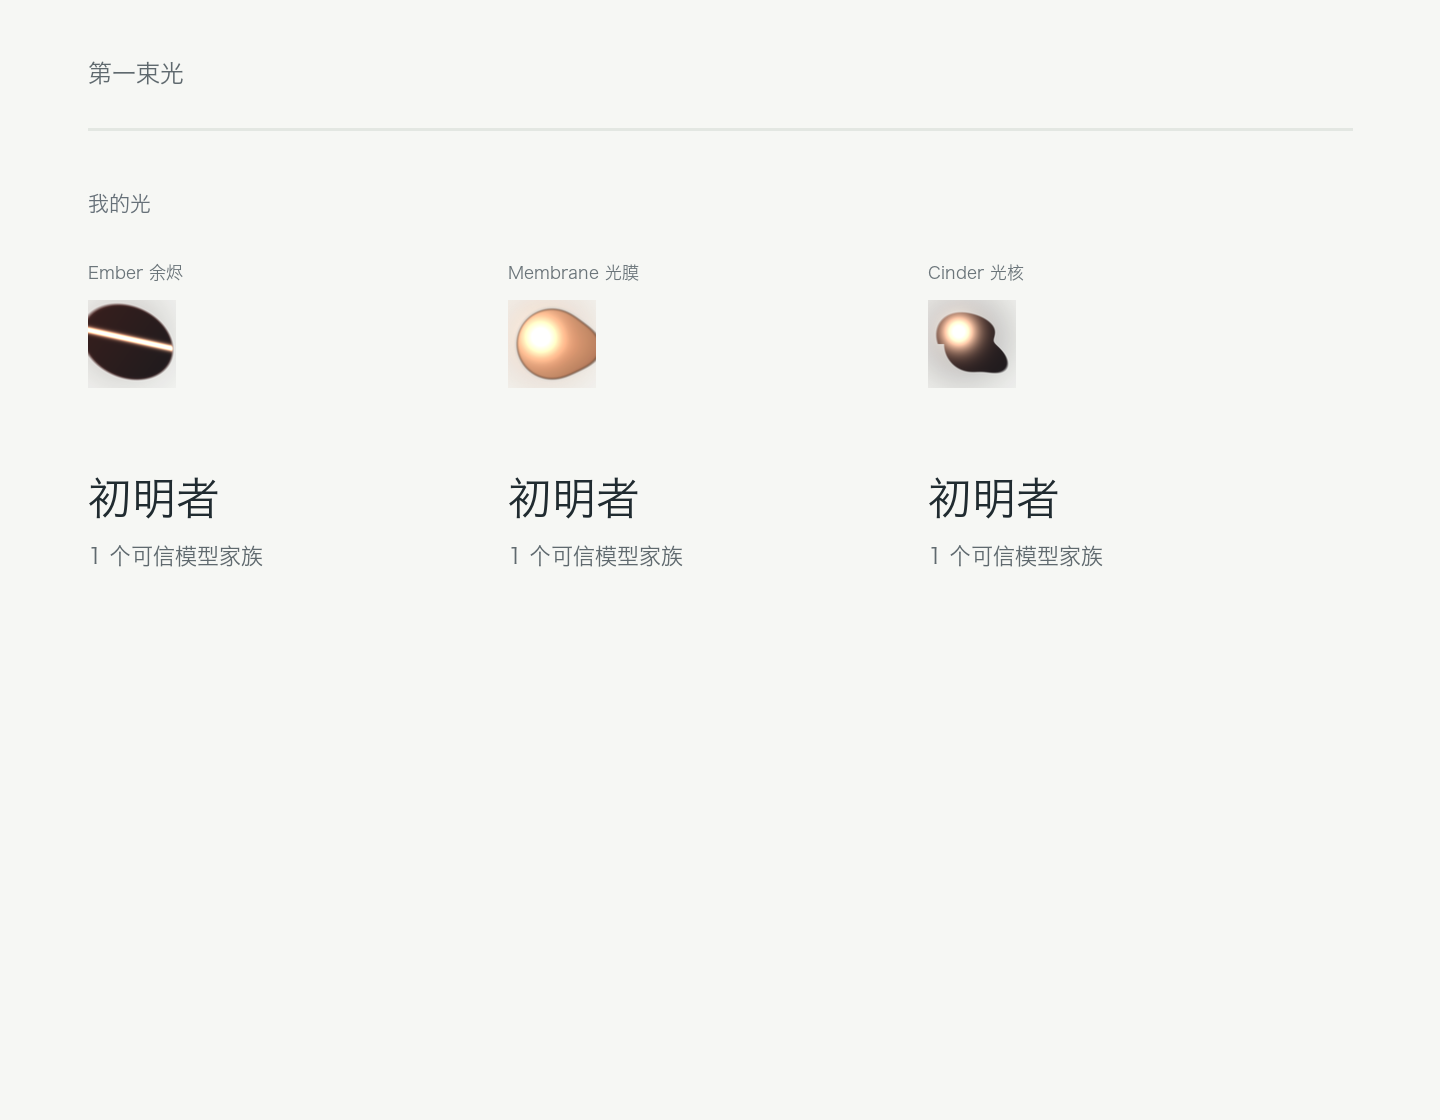 第一束光
我的光
Ember 余烬
Membrane 光膜
Cinder 光核
初明者
初明者
初明者
1 个可信模型家族
1 个可信模型家族
1 个可信模型家族